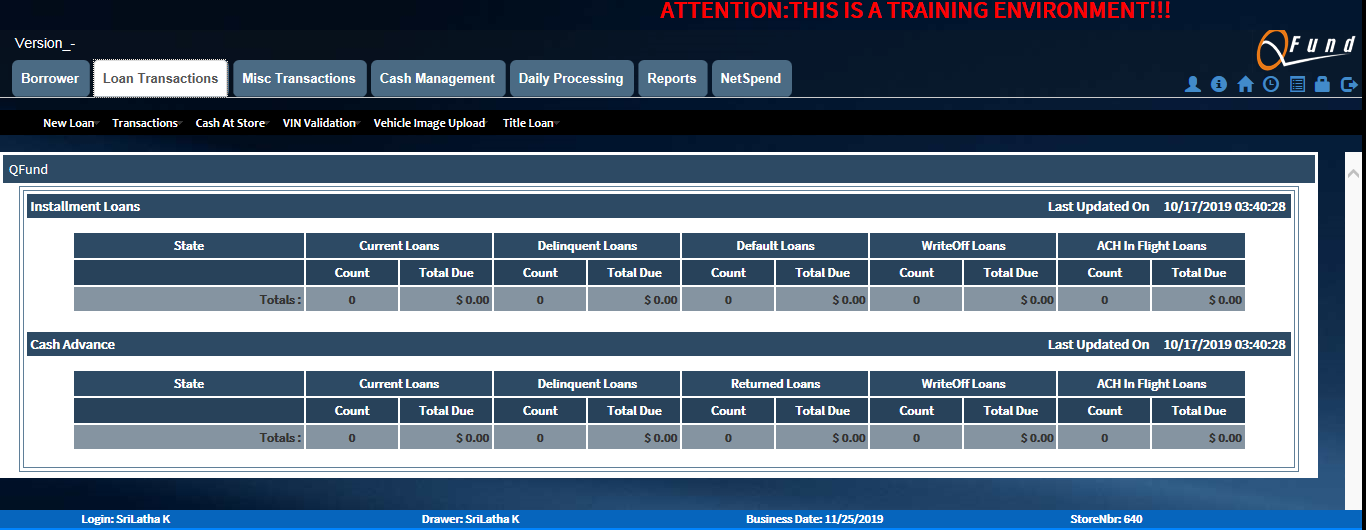 ATTENTION:THIS IS A TRAINING ENVIRONMENT!!!
Version_-
QFund
Borrower Loan Transactions Misc Transactions Cash Management Daily Processing Reports NetSpend
New Loan Transactions Cash At Store VIN Validation Vehicle Image Upload Title Loan
QFund
Installment Loans Last Updated On 10/17/2019 03:40:28
State Current Loans Delinquent Loans Default Loans WriteOff Loans ACH In Flight Loans
Count Total Due Count Total Due Count Total Due Count Total Due Count Total Due
Totals : 0 $ 0.00 0 $ 0.00 0 $ 0.00 0 $ 0.00 0 $ 0.00
Cash Advance Last Updated On 10/17/2019 03:40:28
State Current Loans Delinquent Loans Returned Loans WriteOff Loans ACH In Flight Loans
Count Total Due Count Total Due Count Total Due Count Total Due Count Total Due
Totals : 0 $ 0.00 0 $ 0.00 0 $ 0.00 0 $ 0.00 0 $ 0.00
Login: SriLatha K Drawer: SriLatha K Business Date: 11/25/2019 StoreNbr: 640